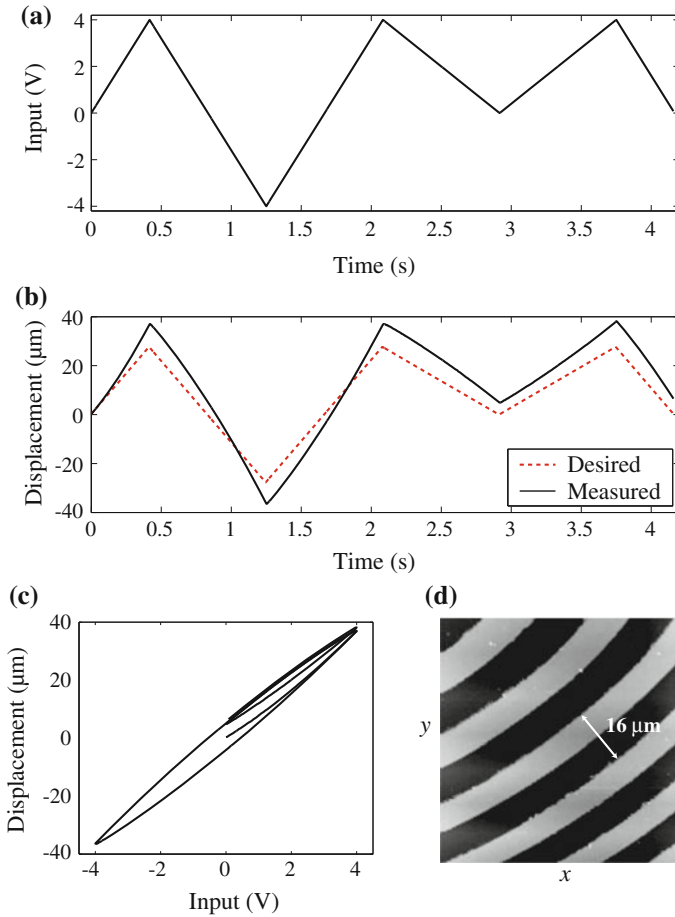 (a)
Input (V)
4
2
0
-2
-4
0 0.5 1 1.5 2 2.5 3 3.5 4
Time (s)
(b)
Displacement (μm)
40
20
0
-20
-40
Desired
Measured
0 0.5 1 1.5 2 2.5 3 3.5 4
Time (s)
(c)
Displacement (μm)
40
20
0
-20
-40
-4 -2 0 2 4
Input (V)
(d)
y
16 μm
x